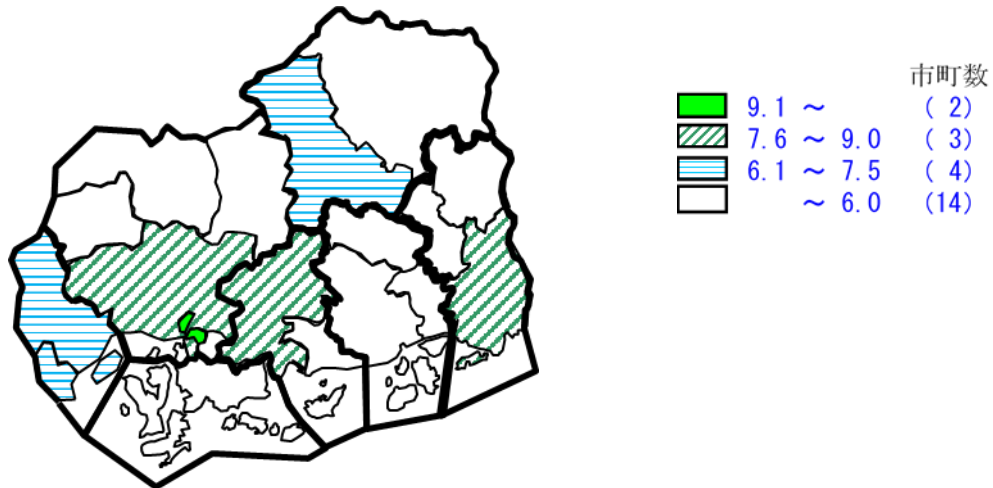 市町数
9.1 ～ ( 2)
7.6 ～ 9.0 ( 3)
6.1 ～ 7.5 ( 4)
～ 6.0 (14)